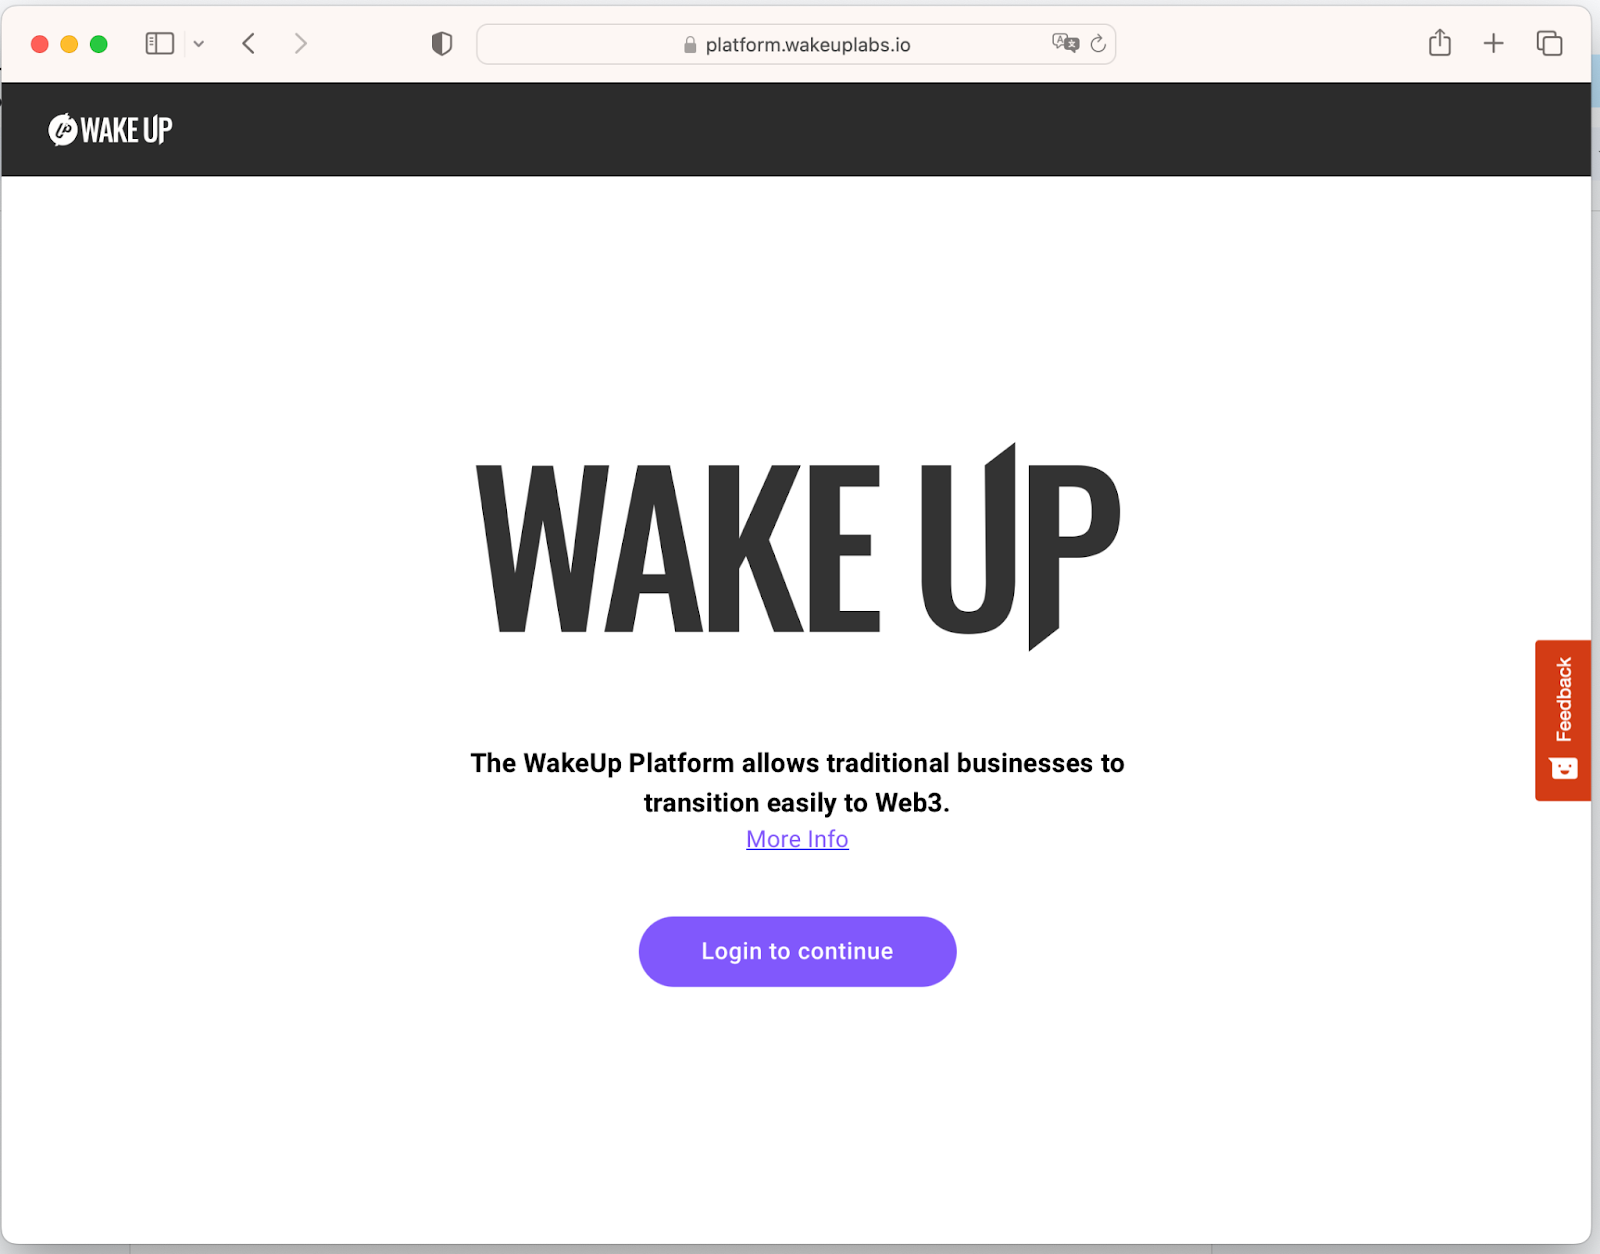 platform.wakeuplabs.io
WAKE UP
WAKE UP
The WakeUp Platform allows traditional businesses to
transition easily to Web3.
More Info
Login to continue
Feedback